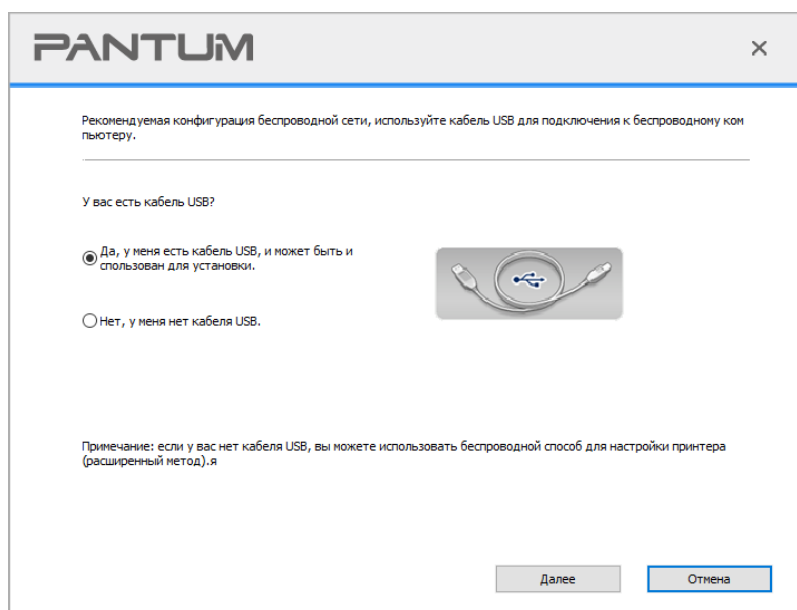 PANTUM
Рекомендуемая конфигурация беспроводной сети, используйте кабель USB для подключения к беспроводному ком
пьютеру.
У вас есть кабель USB?
Да, у меня есть кабель USB, и может быть и
спользован для установки.
Нет, у меня нет кабеля USB.
Примечание: если у вас нет кабеля USB, вы можете использовать беспроводной способ для настройки принтера
(расширенный метод).я
Далее
Отмена